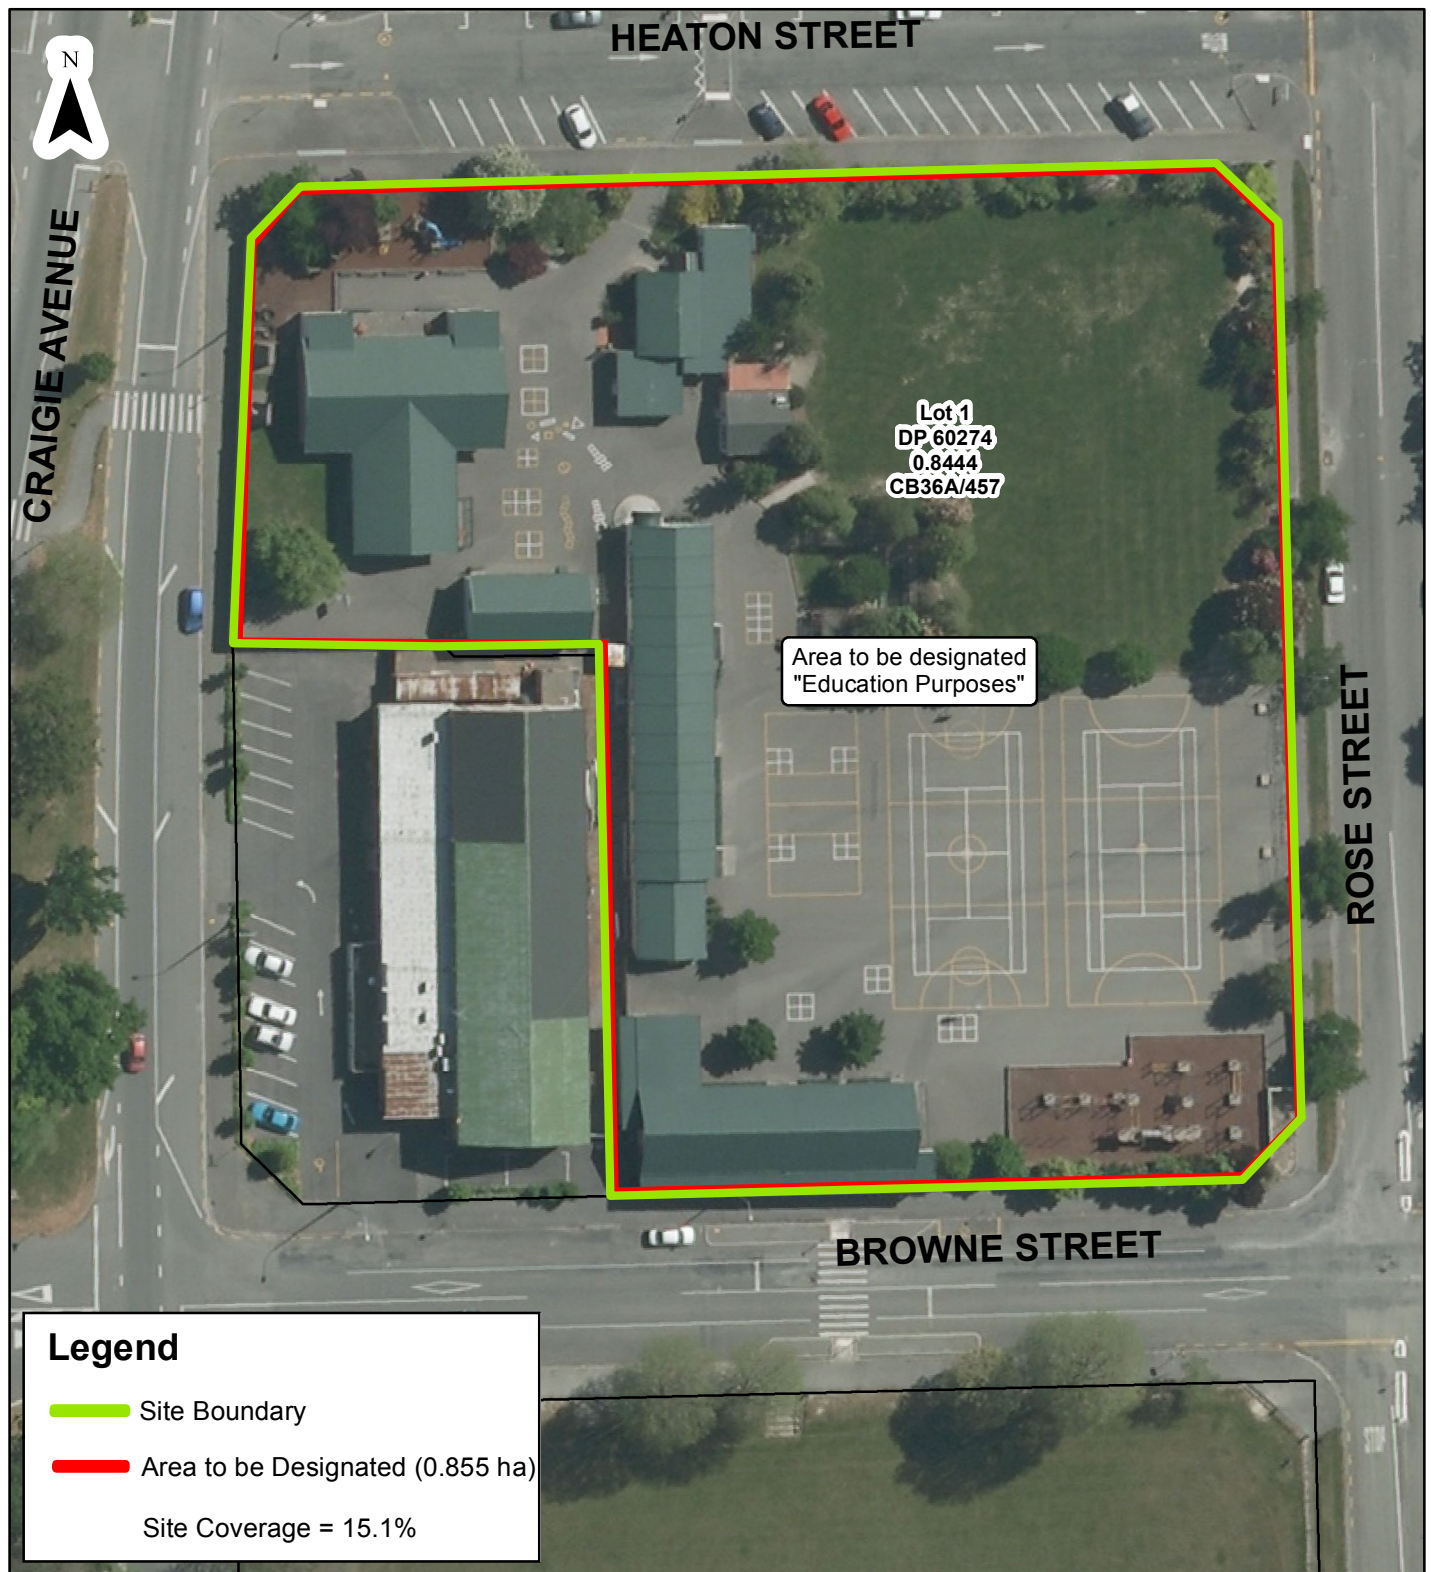 HEATON STREET
N
CRAIGIE AVENUE
Lot 1
DP 60274
0.8444
CB36A/457
Area to be designated
"Education Purposes"
ROSE STREET
BROWNE STREET
Legend
Site Boundary
Area to be Designated (0.855 ha)
Site Coverage = 15.1%